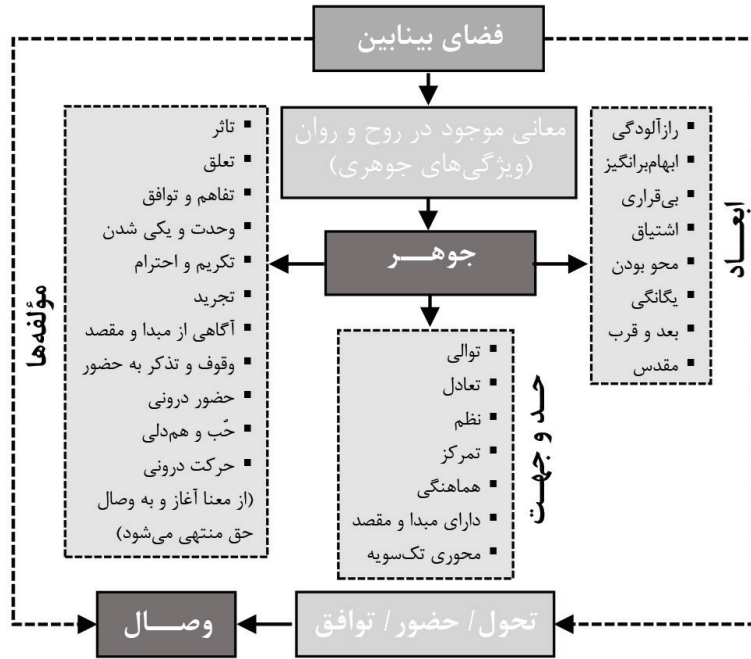 فضای بینابین
معانی موجود در روح و روان
(ویژگی‌های جوهری)
جوهـــر
ابعـــاد
▪ رازآلودگی
▪ ابهام‌برانگیز
▪ بی‌قراری
▪ اشتیاق
▪ محو بودن
▪ یگانگی
▪ بعد و قرب
▪ مقدس
مؤلفه‌ها
▪ تاثر
▪ تعلق
▪ تفاهم و توافق
▪ وحدت و یکی شدن
▪ تکریم و احترام
▪ تجرید
▪ آگاهی از مبدا و مقصد
▪ وقوف و تذکر به حضور
▪ حضور درونی
▪ حّب و هم‌دلی
▪ حرکت درونی
(از معنا آغاز و به وصال
حق منتهی می‌شود)
حـد و جهـت
▪ توالی
▪ تعادل
▪ نظم
▪ تمرکز
▪ هماهنگی
▪ دارای مبدا و مقصد
▪ محوری تک‌سویه
تحول/ حضور/ توافق
وصـــال